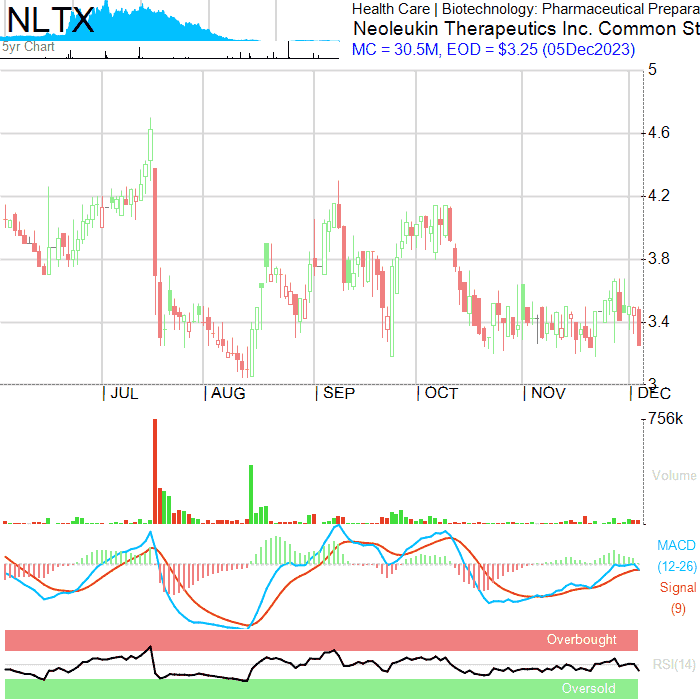 NLTX
5yr Chart
Health Care | Biotechnology: Pharmaceutical Prepara
Neoleukin Therapeutics Inc. Common St
MC = 30.5M, EOD = $3.25 (05Dec2023)
5
4.6
4.2
3.8
3.4
3
JUL AUG SEP OCT NOV DEC
756k
Volume
MACD
(12-26)
Signal
(9)
Overbought
RSI(14)
Oversold